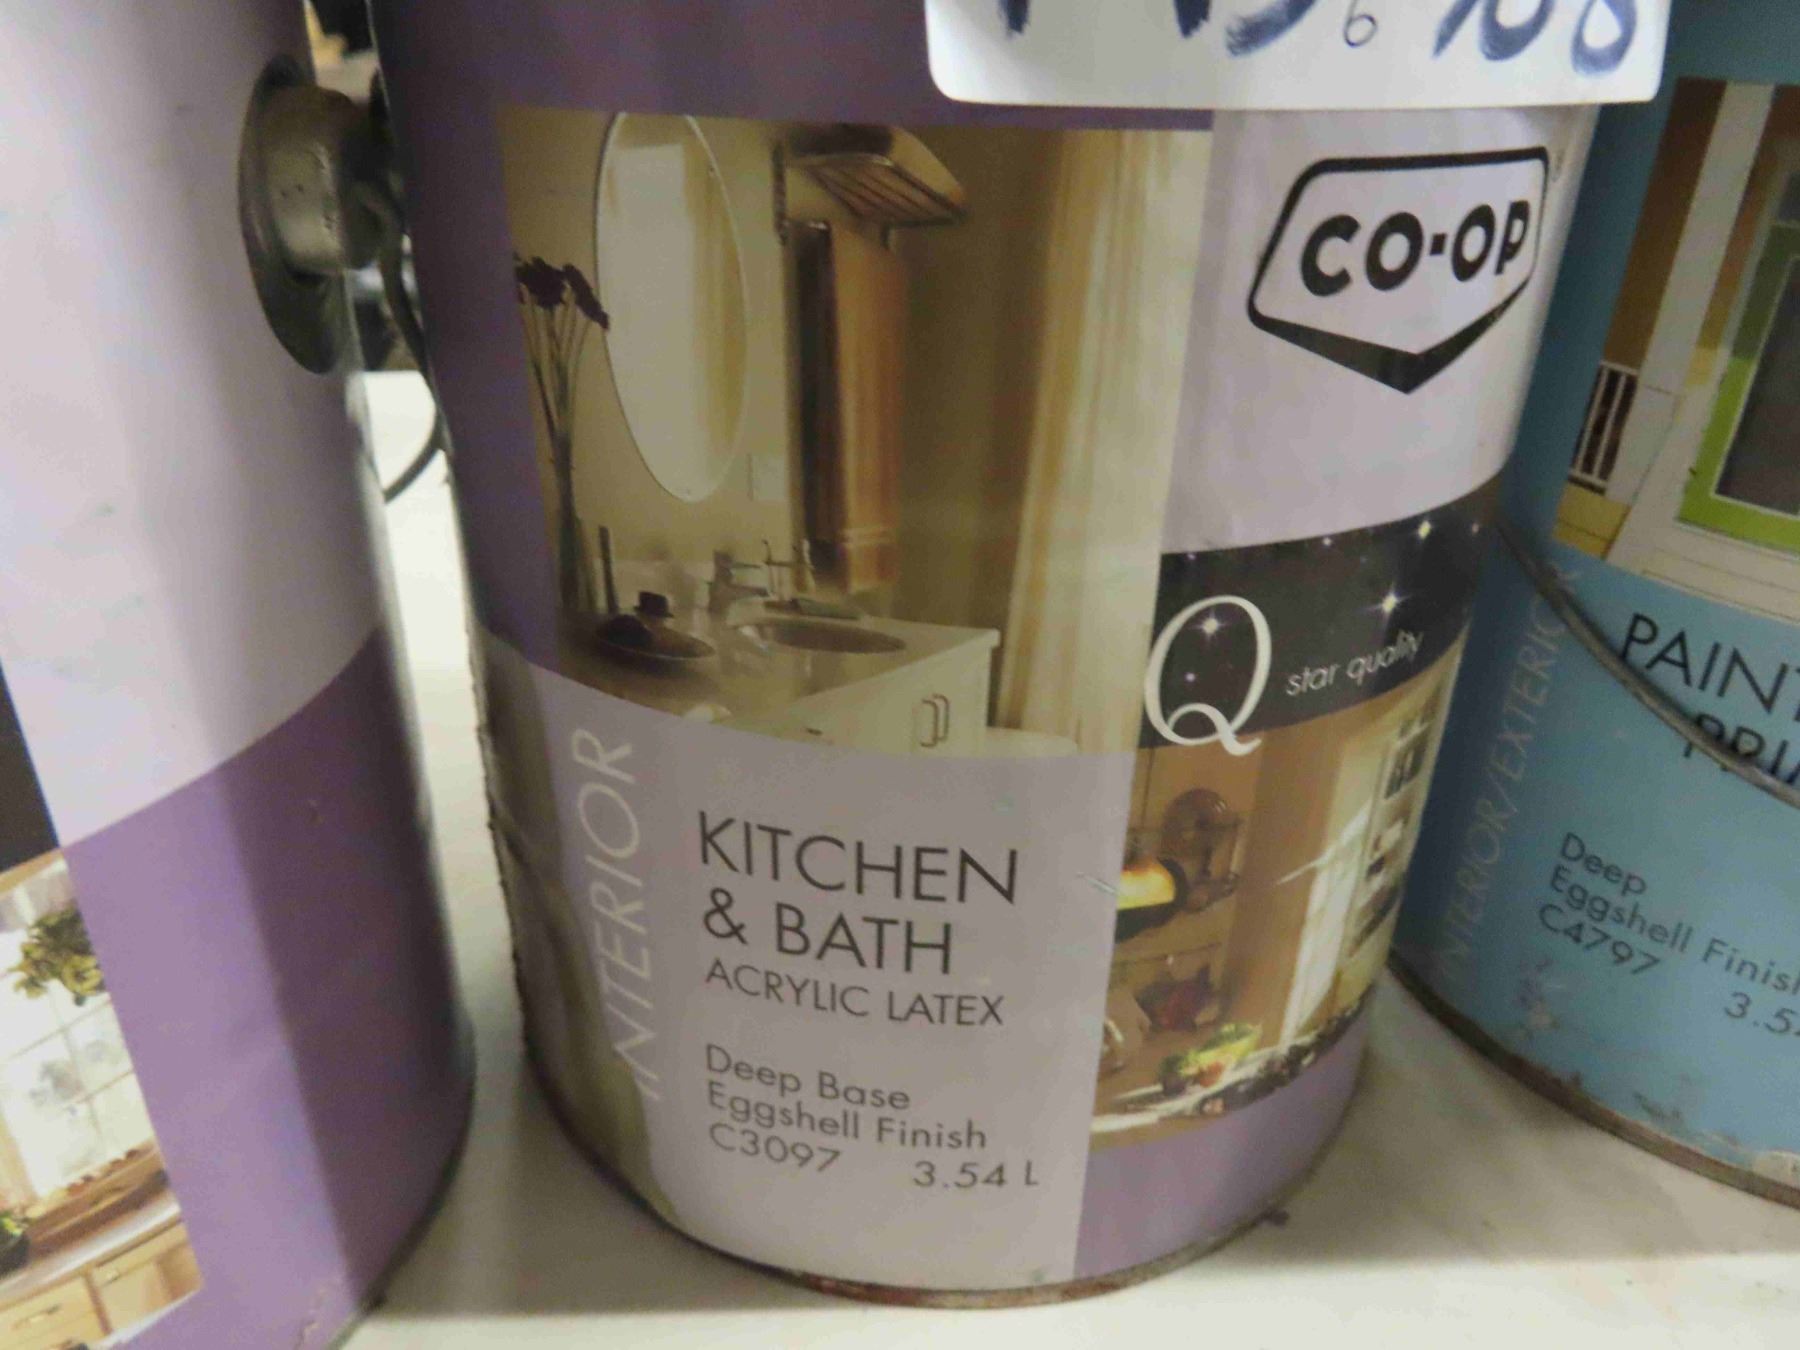 CO-OP
Q star quality
INTERIOR
KITCHEN
& BATH
ACRYLIC LATEX
Deep Base
Eggshell Finish
C3097 3.54 L
INTERIOR/EXTERIOR
Deep
Eggshell Finish
C4797